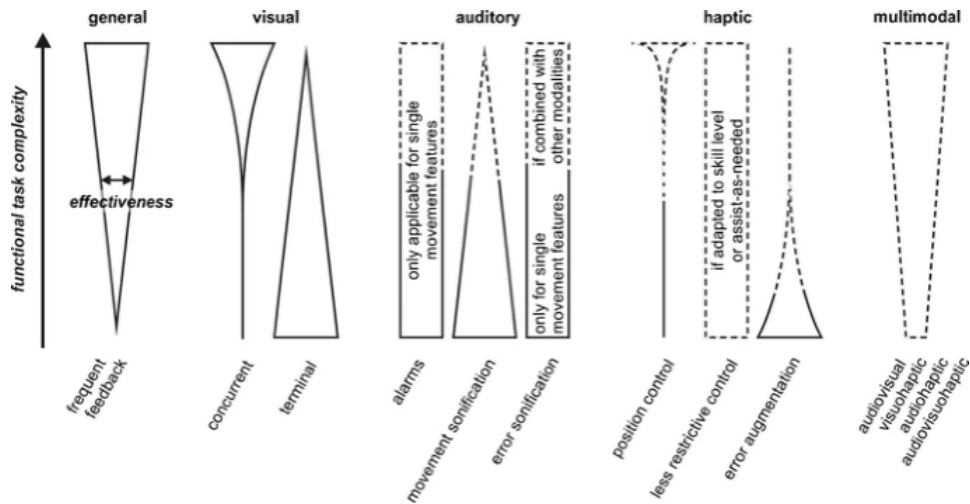 general
visual
auditory
haptic
multimodal
functional task complexity
effectiveness
only applicable for single
movement features
if combined with
other modalities
only for single
movement features
if adapted to skill level
or assist-as-needed
frequent
feedback
concurrent
terminal
alarms
movement sonification
error sonification
position control
less restrictive control
error augmentation
audiovisual
visuohaptic
audiohaptic
audiovisuohaptic